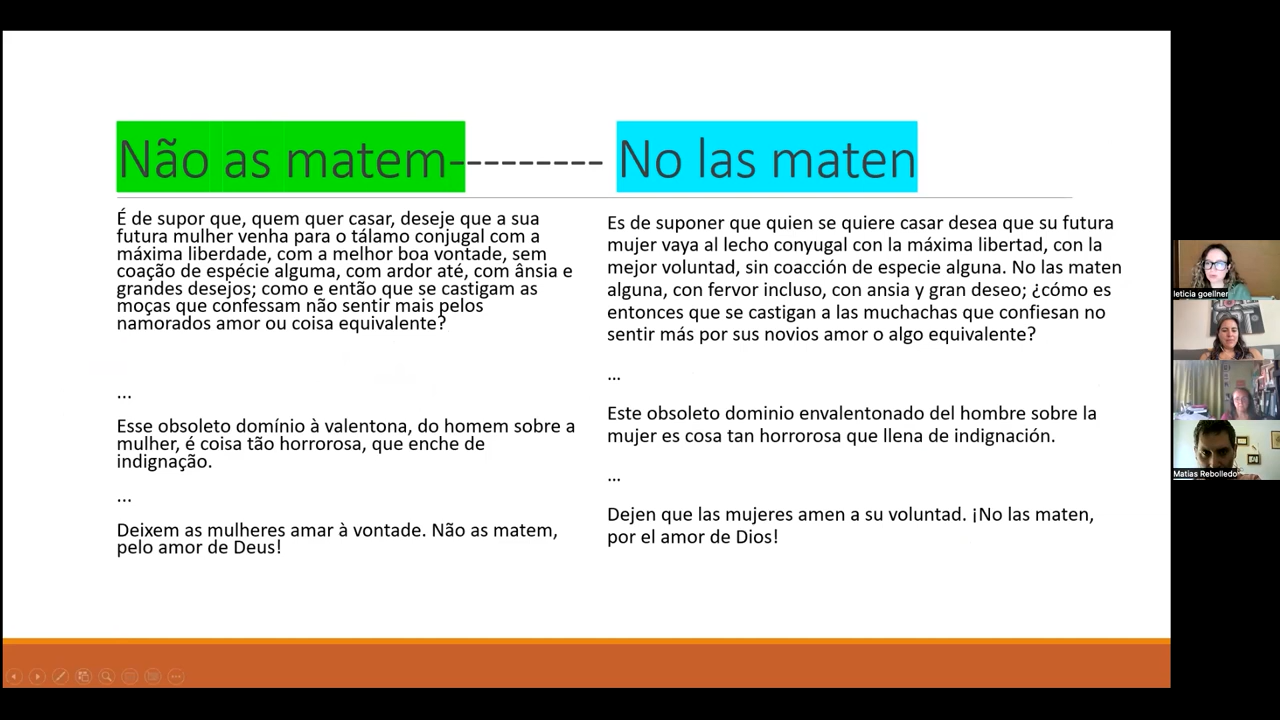 Não as matem--------- No las maten
É de supor que, quem quer casar, deseje que a sua
futura mulher venha para o tálamo conjugal com a
máxima liberdade, com a melhor boa vontade, sem
coação de espécie alguma, com ardor até, com ânsia e
grandes desejos; como e então que se castigam as
moças que confessam não sentir mais pelos
namorados amor ou coisa equivalente?
...
Esse obsoleto domínio à valentona, do homem sobre a
mulher, é coisa tão horrorosa, que enche de
indignação.
...
Deixem as mulheres amar à vontade. Não as matem,
pelo amor de Deus!
Es de suponer que quien se quiere casar desea que su futura
mujer vaya al lecho conyugal con la máxima libertad, con la
mejor voluntad, sin coacción de especie alguna. No las maten
alguna, con fervor incluso, con ansia y gran deseo; ¿cómo es
entonces que se castigan a las muchachas que confiesan no
sentir más por sus novios amor o algo equivalente?
...
Este obsoleto dominio envalentonado del hombre sobre la
mujer es cosa tan horrorosa que llena de indignación.
...
Dejen que las mujeres amen a su voluntad. ¡No las maten,
por el amor de Dios!
leticia goellner
Matias Rebolledo